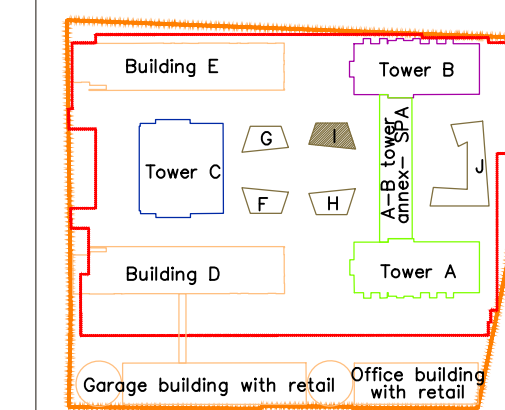 Building E
Tower B
G
I
A-B tower
annex- SPA
Tower C
J
F
H
Building D
Tower A
Garage building with retail
Office building
with retail